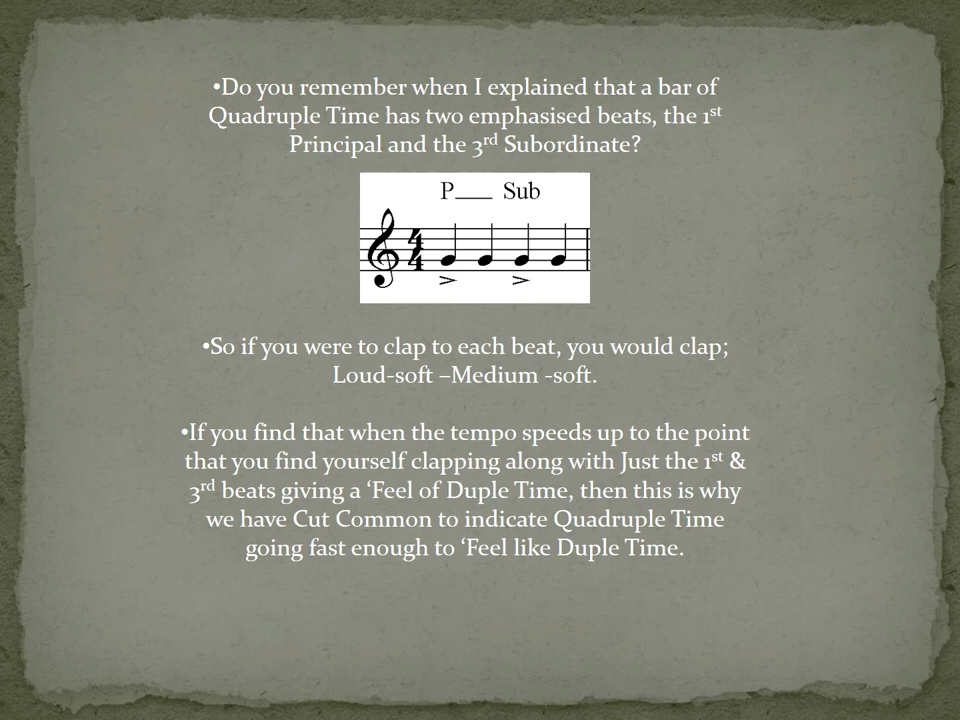 •Do you remember when I explained that a bar of
Quadruple Time has two emphasised beats, the 1st
Principal and the 3rd Subordinate?
P___ Sub
4
4
•So if you were to clap to each beat, you would clap;
Loud-soft –Medium -soft.
•If you find that when the tempo speeds up to the point
that you find yourself clapping along with Just the 1st &
3rd beats giving a ‘Feel of Duple Time, then this is why
we have Cut Common to indicate Quadruple Time
going fast enough to ‘Feel like Duple Time.